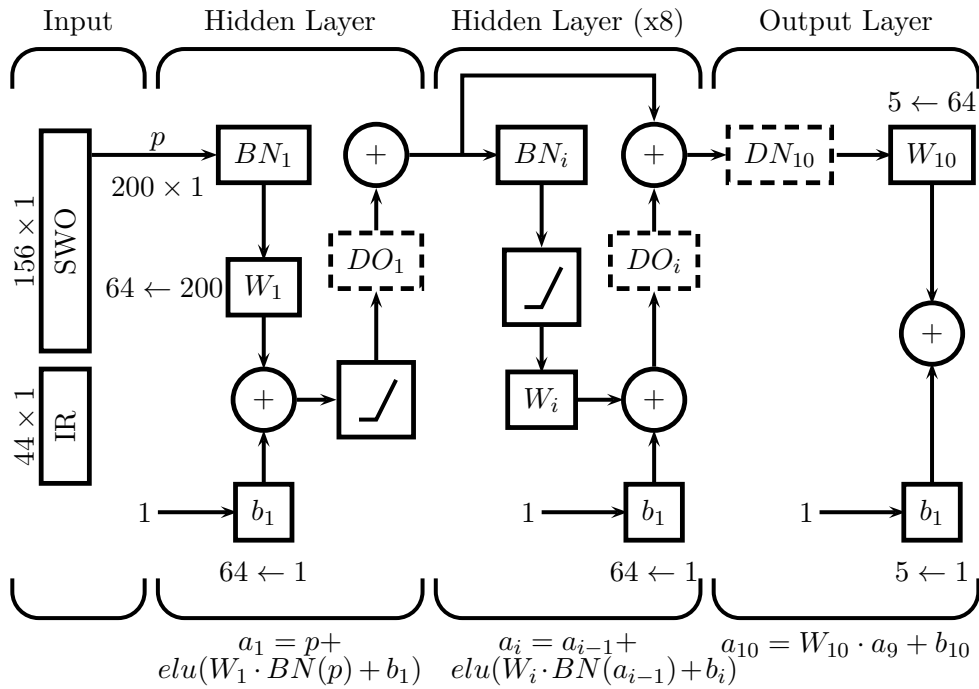 Input
Hidden Layer
Hidden Layer (x8)
Output Layer
156 × 1
SWO
44 × 1
IR
p
200 × 1
BN₁
64 ← 200
W₁
+
1
b₁
64 ← 1
+
DO₁
BNᵢ
Wᵢ
+
DOᵢ
+
1
b₁
64 ← 1
DN₁₀
5 ← 64
W₁₀
+
1
b₁
5 ← 1
a₁ = p+
elu(W₁ · BN(p) + b₁)
aᵢ = aᵢ₋₁+
elu(Wᵢ · BN(aᵢ₋₁) + bᵢ)
a₁₀ = W₁₀ · a₉ + b₁₀